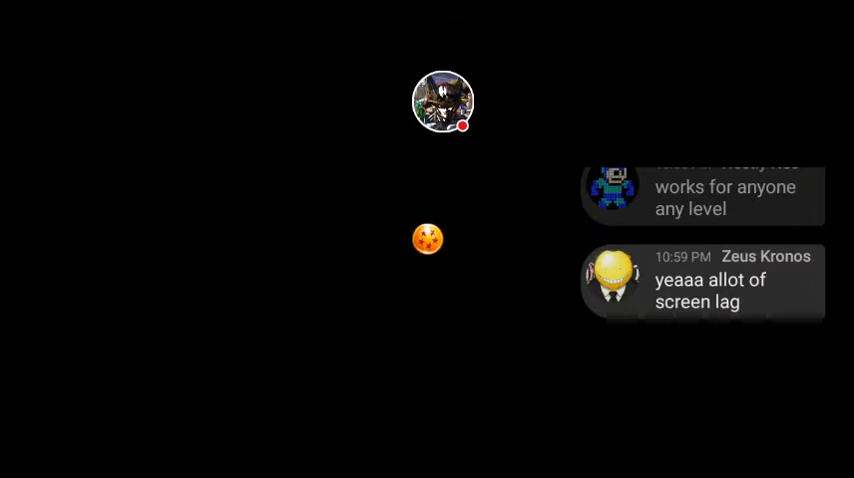 works for anyone
any level
10:59 PM Zeus Kronos
yeaaa allot of
screen lag